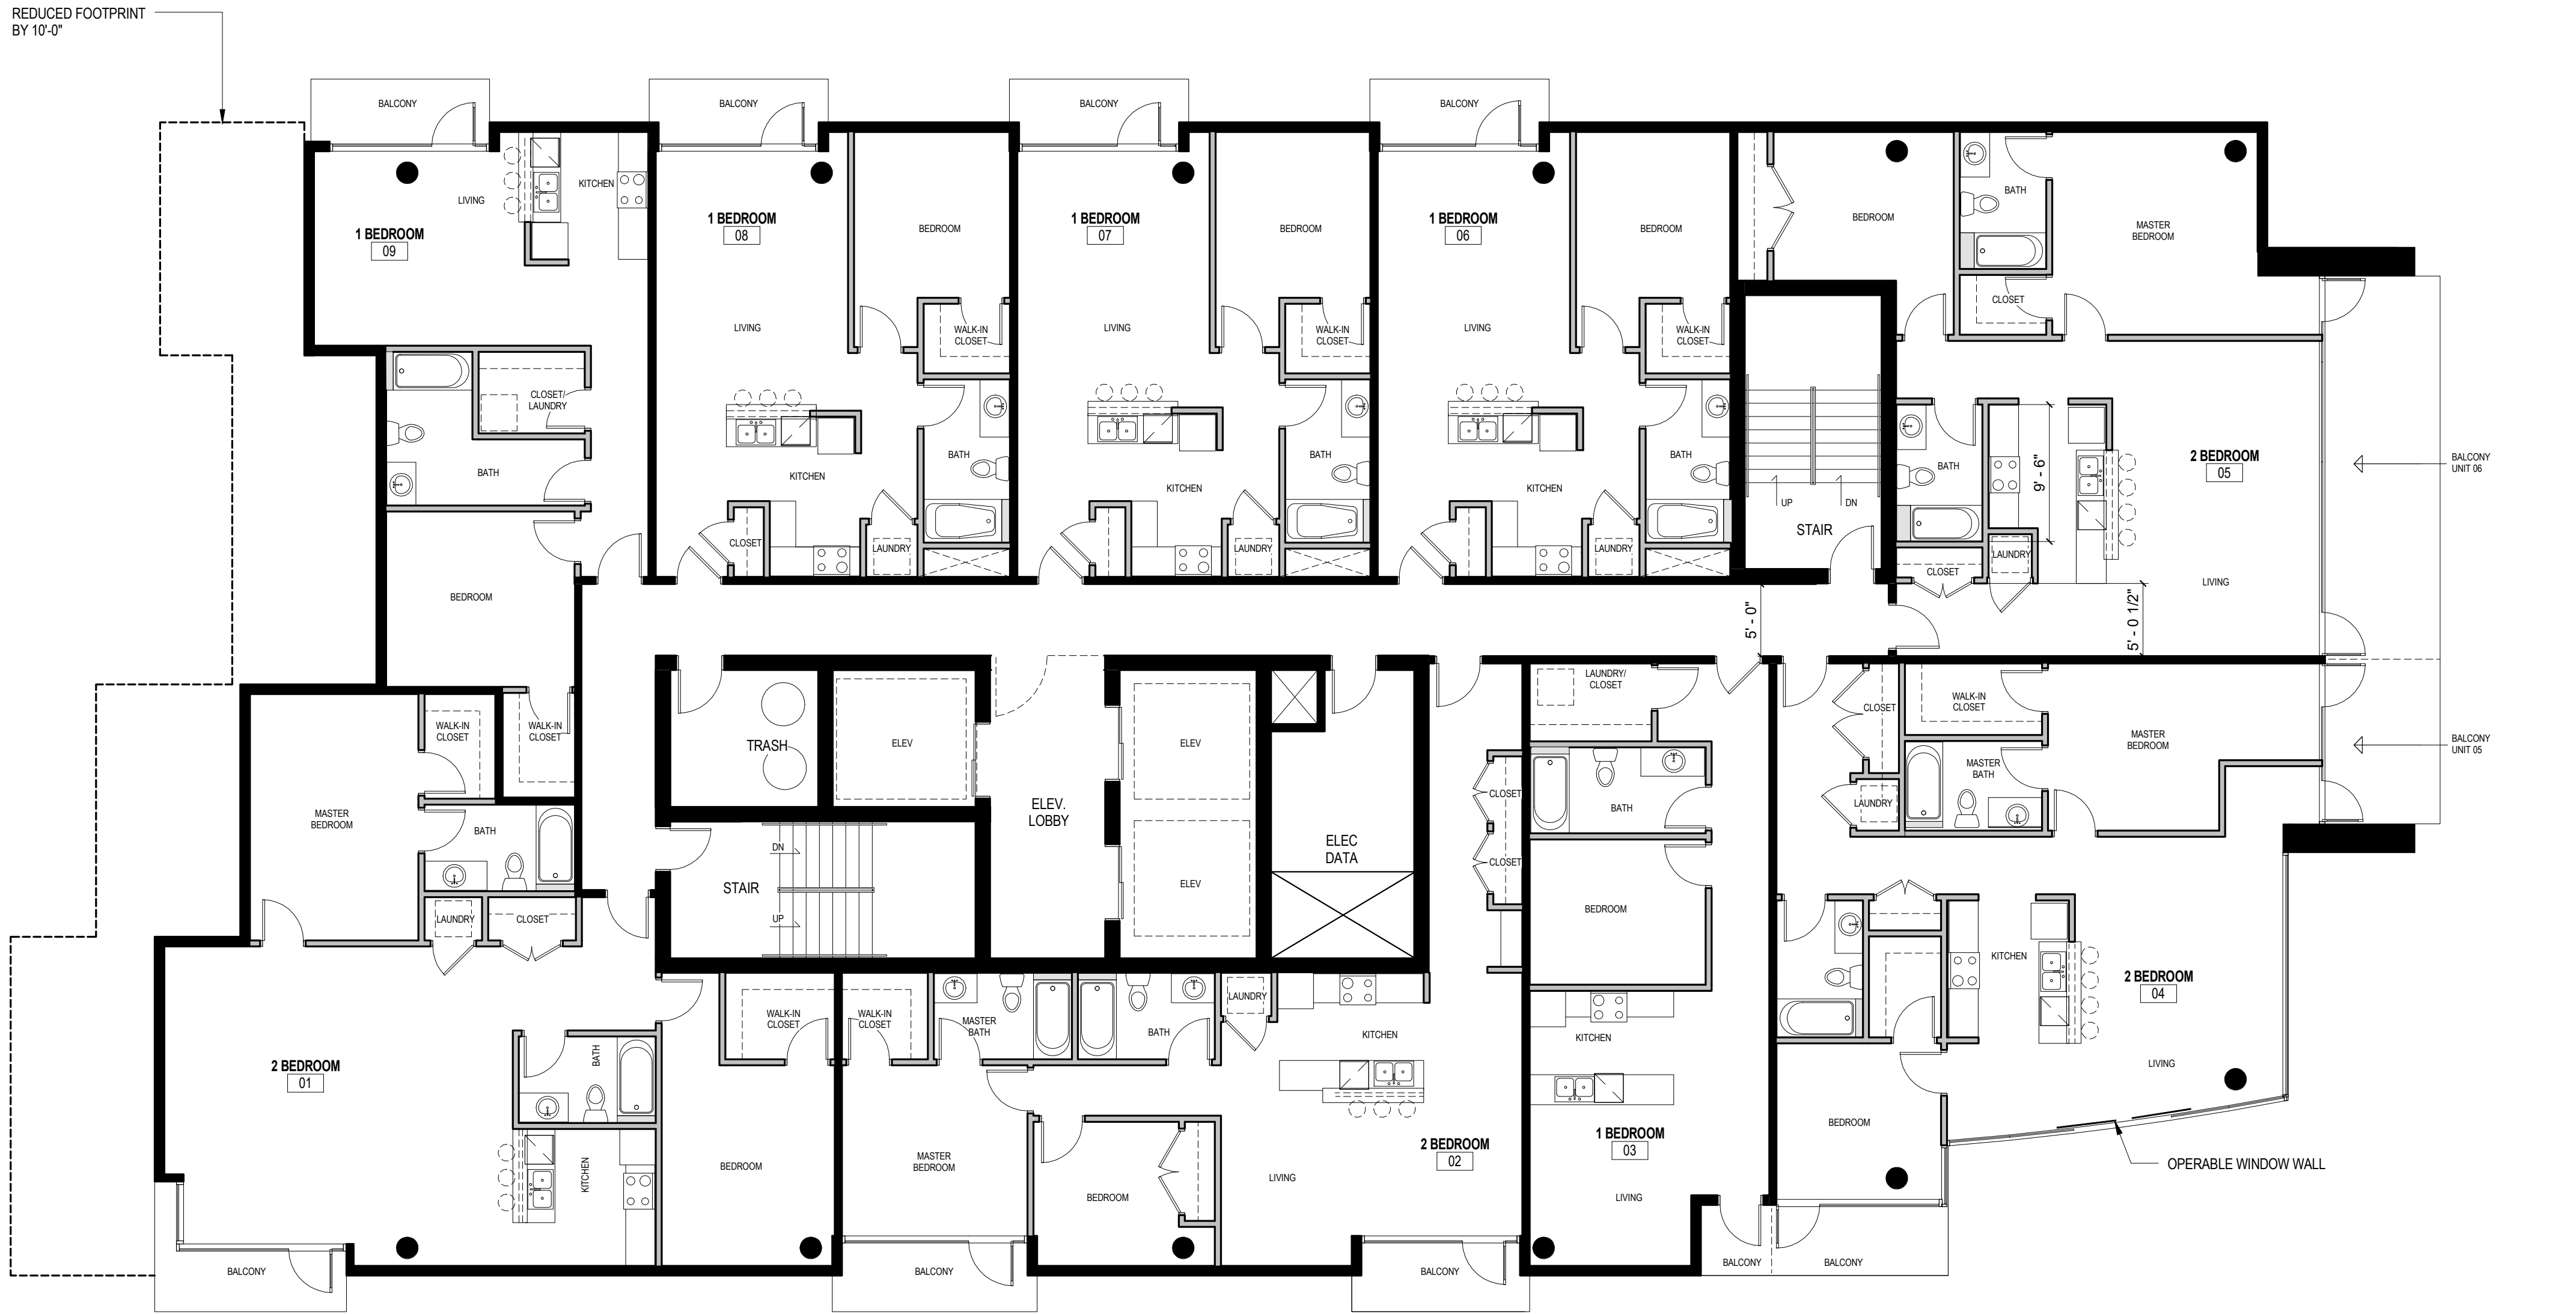 REDUCED FOOTPRINT
BY 10'-0"
BALCONY
BALCONY
BALCONY
BALCONY
LIVING
KITCHEN
1 BEDROOM
09
1 BEDROOM
08
BEDROOM
LIVING
WALK-IN
CLOSET
1 BEDROOM
07
BEDROOM
LIVING
WALK-IN
CLOSET
1 BEDROOM
06
BEDROOM
LIVING
WALK-IN
CLOSET
BEDROOM
BATH
MASTER
BEDROOM
CLOSET
CLOSET/
LAUNDRY
BATH
BEDROOM
WALK-IN
CLOSET
BATH
KITCHEN
CLOSET
LAUNDRY
BATH
KITCHEN
LAUNDRY
BATH
KITCHEN
LAUNDRY
UP
DN
STAIR
BATH
9' - 6"
2 BEDROOM
05
LAUNDRY
CLOSET
LIVING
5' - 0"
5' - 0 1/2"
BALCONY
UNIT 06
BALCONY
UNIT 05
MASTER
BEDROOM
WALK-IN
CLOSET
BATH
LAUNDRY
CLOSET
TRASH
ELEV
ELEV
ELEV
ELEV.
LOBBY
DN
STAIR
UP
ELEC
DATA
CLOSET
CLOSET
LAUNDRY/
CLOSET
BATH
BEDROOM
CLOSET
WALK-IN
CLOSET
MASTER
BATH
MASTER
BEDROOM
LAUNDRY
2 BEDROOM
01
BATH
KITCHEN
WALK-IN
CLOSET
BEDROOM
BALCONY
WALK-IN
CLOSET
MASTER
BATH
BATH
LAUNDRY
KITCHEN
MASTER
BEDROOM
BEDROOM
LIVING
2 BEDROOM
02
BALCONY
BALCONY
KITCHEN
1 BEDROOM
03
LIVING
BALCONY
KITCHEN
2 BEDROOM
04
LIVING
BEDROOM
BALCONY
OPERABLE WINDOW WALL